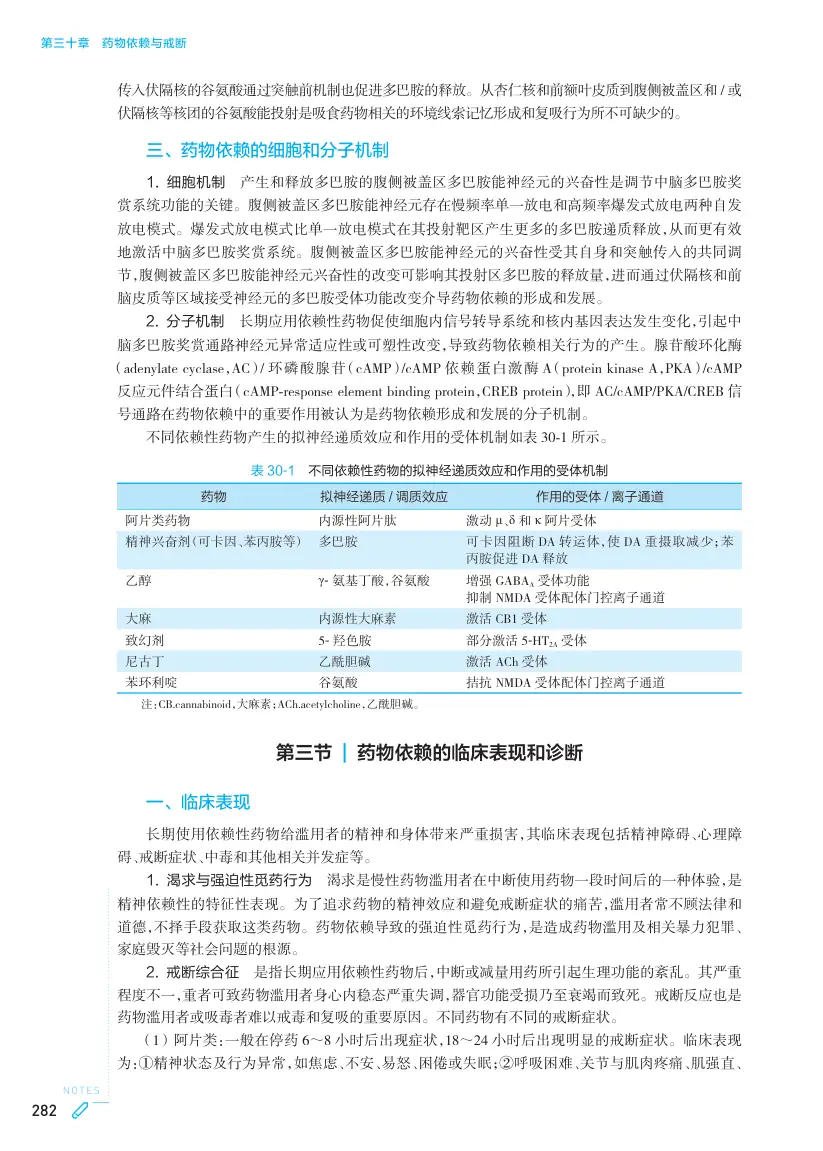 第三十章 药物依赖与戒断
传入伏隔核的谷氨酸通过突触前机制也促进多巴胺的释放。从杏仁核和前额叶皮质到腹侧被盖区和 / 或
伏隔核等核团的谷氨酸能投射是吸食药物相关的环境线索记忆形成和复吸行为所不可缺少的。
三、药物依赖的细胞和分子机制
1. 细胞机制 产生和释放多巴胺的腹侧被盖区多巴胺能神经元的兴奋性是调节中脑多巴胺奖
赏系统功能的关键。腹侧被盖区多巴胺能神经元存在慢频率单一放电和高频率爆发式放电两种自发
放电模式。爆发式放电模式比单一放电模式在其投射靶区产生更多的多巴胺递质释放,从而更有效
地激活中脑多巴胺奖赏系统。腹侧被盖区多巴胺能神经元的兴奋性受其自身和突触传入的共同调
节,腹侧被盖区多巴胺能神经元兴奋性的改变可影响其投射区多巴胺的释放量,进而通过伏隔核和前
脑皮质等区域接受神经元的多巴胺受体功能改变介导药物依赖的形成和发展。
2. 分子机制 长期应用依赖性药物促使细胞内信号转导系统和核内基因表达发生变化,引起中
脑多巴胺奖赏通路神经元异常适应性或可塑性改变,导致药物依赖相关行为的产生。腺苷酸环化酶
（adenylate cyclase,AC）/ 环磷酸腺苷（cAMP）/cAMP 依赖蛋白激酶 A（protein kinase A,PKA）/cAMP
反应元件结合蛋白（cAMP-response element binding protein,CREB protein）,即 AC/cAMP/PKA/CREB 信
号通路在药物依赖中的重要作用被认为是药物依赖形成和发展的分子机制。
不同依赖性药物产生的拟神经递质效应和作用的受体机制如表 30-1 所示。
表 30-1 不同依赖性药物的拟神经递质效应和作用的受体机制
药物 拟神经递质 / 调质效应 作用的受体 / 离子通道
阿片类药物 内源性阿片肽 激动 μ、δ 和 κ 阿片受体
精神兴奋剂（可卡因、苯丙胺等） 多巴胺 可卡因阻断 DA 转运体,使 DA 重摄取减少；苯
丙胺促进 DA 释放
乙醇 γ- 氨基丁酸,谷氨酸 增强 GABAA 受体功能
抑制 NMDA 受体配体门控离子通道
大麻 内源性大麻素 激活 CB1 受体
致幻剂 5- 羟色胺 部分激活 5-HT2A 受体
尼古丁 乙酰胆碱 激活 ACh 受体
苯环利啶 谷氨酸 拮抗 NMDA 受体配体门控离子通道
注：CB.cannabinoid,大麻素；ACh.acetylcholine,乙酰胆碱。
第三节 | 药物依赖的临床表现和诊断
一、临床表现
长期使用依赖性药物给滥用者的精神和身体带来严重损害,其临床表现包括精神障碍、心理障
碍、戒断症状、中毒和其他相关并发症等。
1. 渴求与强迫性觅药行为 渴求是慢性药物滥用者在中断使用药物一段时间后的一种体验,是
精神依赖性的特征性表现。为了追求药物的精神效应和避免戒断症状的痛苦,滥用者常不顾法律和
道德,不择手段获取这类药物。药物依赖导致的强迫性觅药行为,是造成药物滥用及相关暴力犯罪、
家庭毁灭等社会问题的根源。
2. 戒断综合征 是指长期应用依赖性药物后,中断或减量用药所引起生理功能的紊乱。其严重
程度不一,重者可致药物滥用者身心内稳态严重失调,器官功能受损乃至衰竭而致死。戒断反应也是
药物滥用者或吸毒者难以戒毒和复吸的重要原因。不同药物有不同的戒断症状。
（1）阿片类：一般在停药 6～8 小时后出现症状,18～24 小时后出现明显的戒断症状。临床表现
为：①精神状态及行为异常,如焦虑、不安、易怒、困倦或失眠；②呼吸困难、关节与肌肉疼痛、肌强直、
NOTES
282